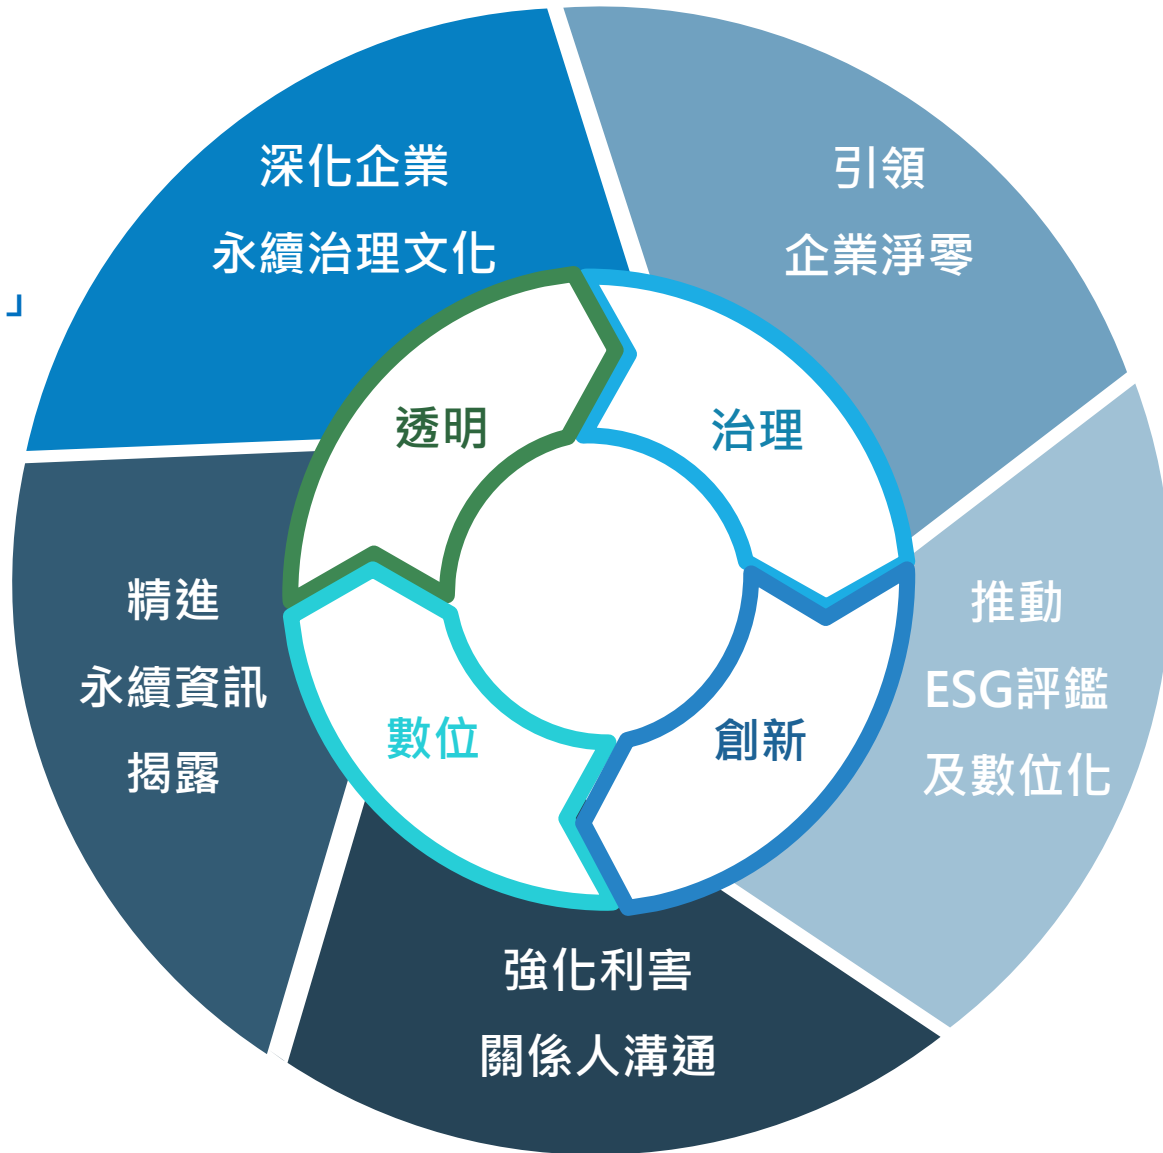 深化企業
永續治理文化
引領
企業淨零
」
透明
治理
精進
永續資訊
揭露
推動
ESG評鑑
及數位化
數位
創新
強化利害
關係人溝通